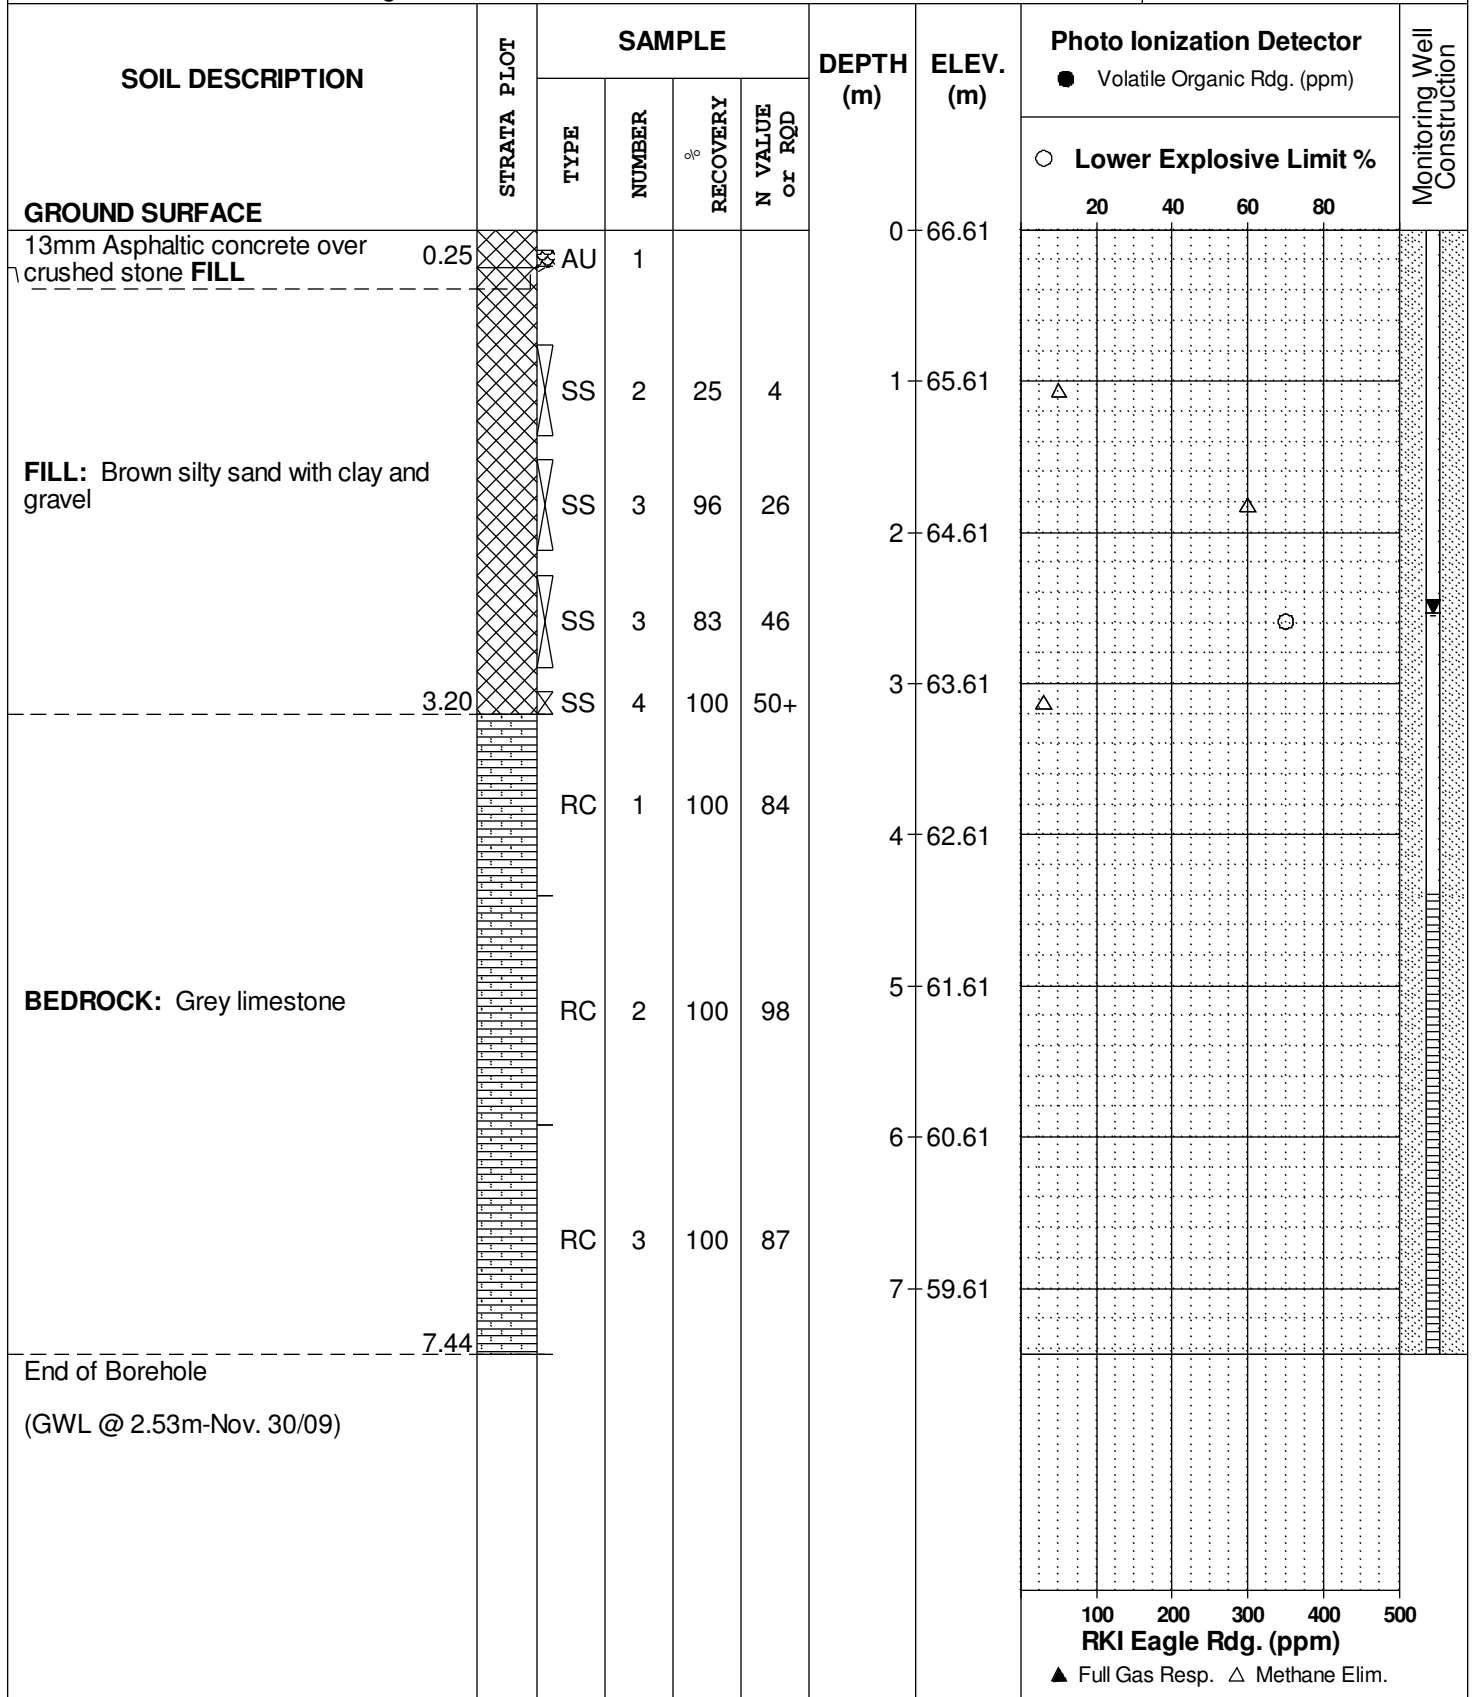 SOIL DESCRIPTION
GROUND SURFACE
STRATA PLOT
SAMPLE
TYPE
NUMBER
% RECOVERY
N VALUE
or RQD
DEPTH
(m)
ELEV.
(m)
Photo Ionization Detector
● Volatile Organic Rdg. (ppm)
○ Lower Explosive Limit %
20 40 60 80
Monitoring Well
Construction
0 66.61
13mm Asphaltic concrete over
crushed stone FILL
0.25
AU 1
SS 2 25 4
1 65.61
FILL: Brown silty sand with clay and
gravel
SS 3 96 26
2 64.61
SS 3 83 46
3 63.61
3.20
SS 4 100 50+
RC 1 100 84
4 62.61
5 61.61
BEDROCK: Grey limestone
RC 2 100 98
6 60.61
RC 3 100 87
7 59.61
7.44
End of Borehole
(GWL @ 2.53m-Nov. 30/09)
100 200 300 400 500
RKI Eagle Rdg. (ppm)
▲ Full Gas Resp. △ Methane Elim.